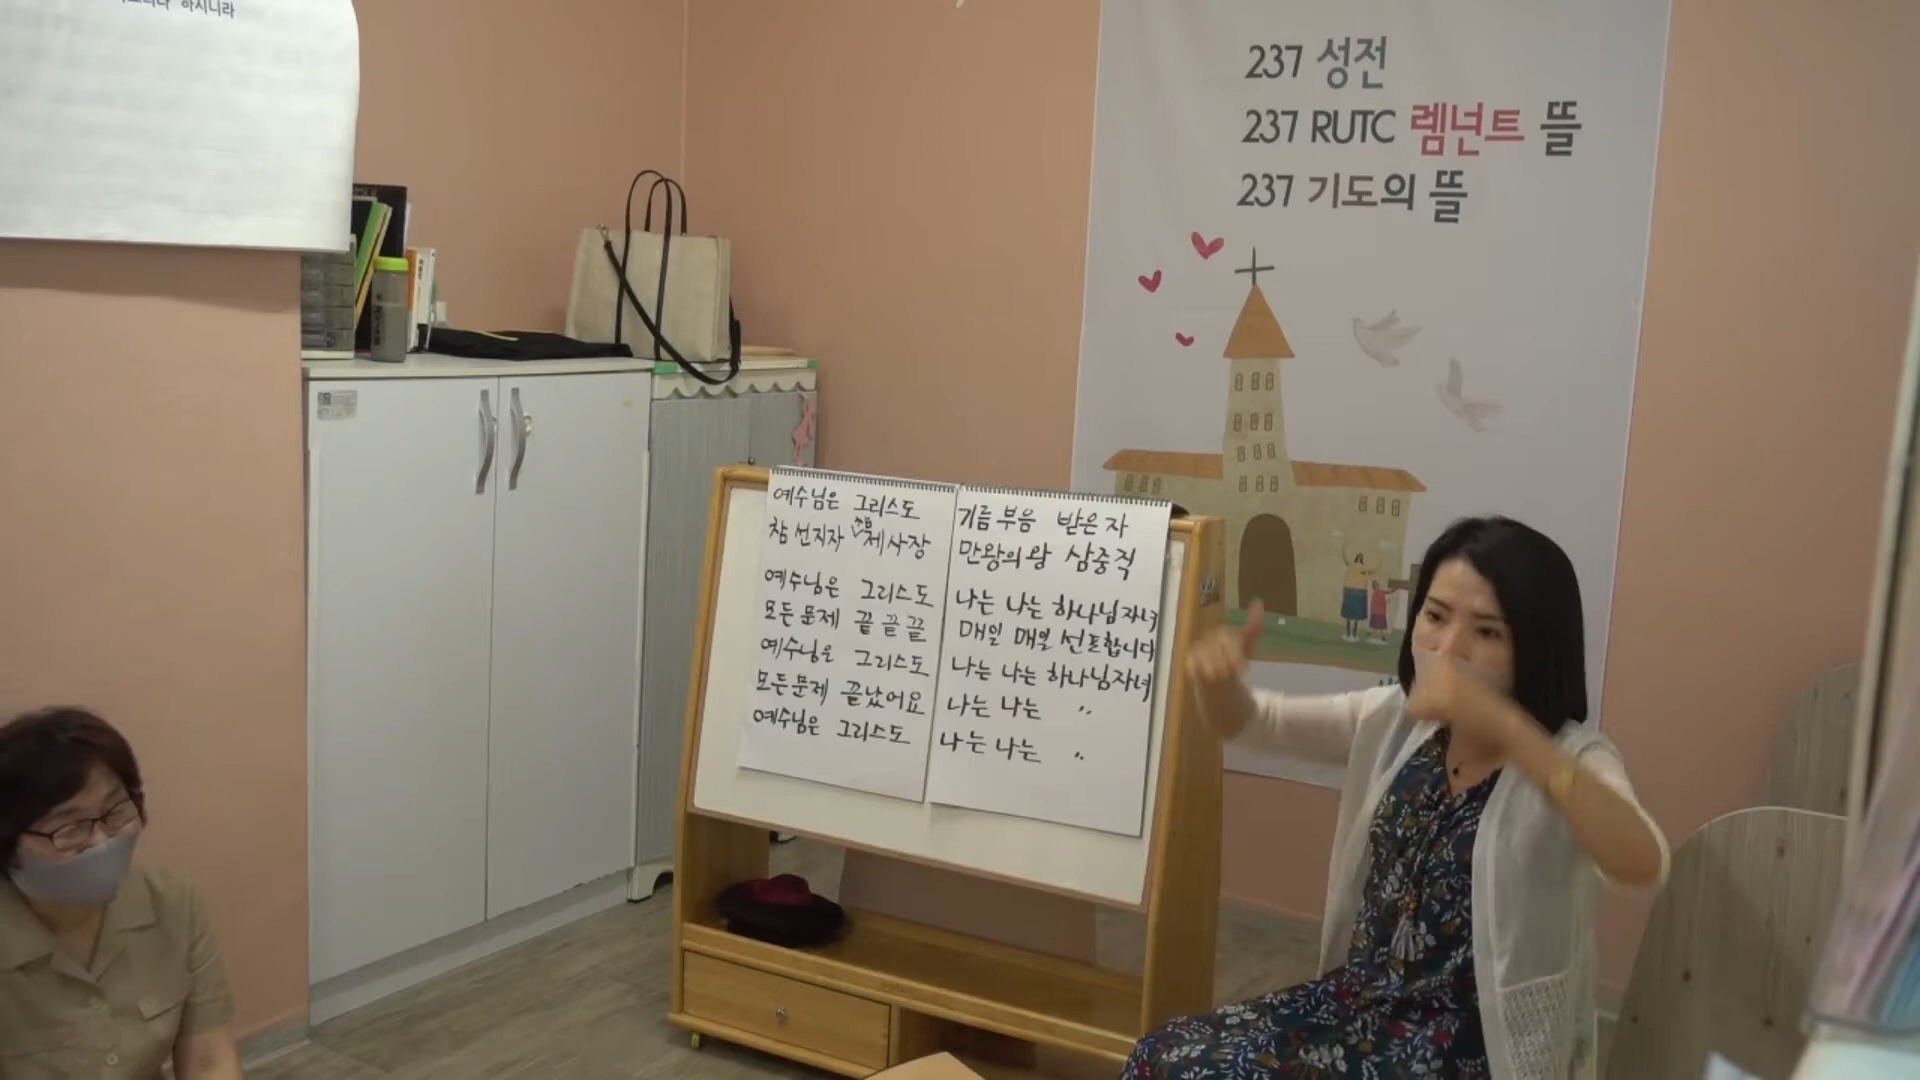 하시니라
237 성전
237 RUTC 렘넌트 뜰
237 기도의 뜰
예수님은 그리스도
참 선지자 제사장
예수님은 그리스도
모든 문제 끝 끝 끝
예수님은 그리스도
모든 문제 끝났어요
예수님은 그리스도
기름 부음 받은 자
만왕의 왕 삼중직
나는 나는 하나님 자녀
매일 매일 선포합니다
나는 나는 하나님 자녀
나는 나는 〃
나는 나는 〃